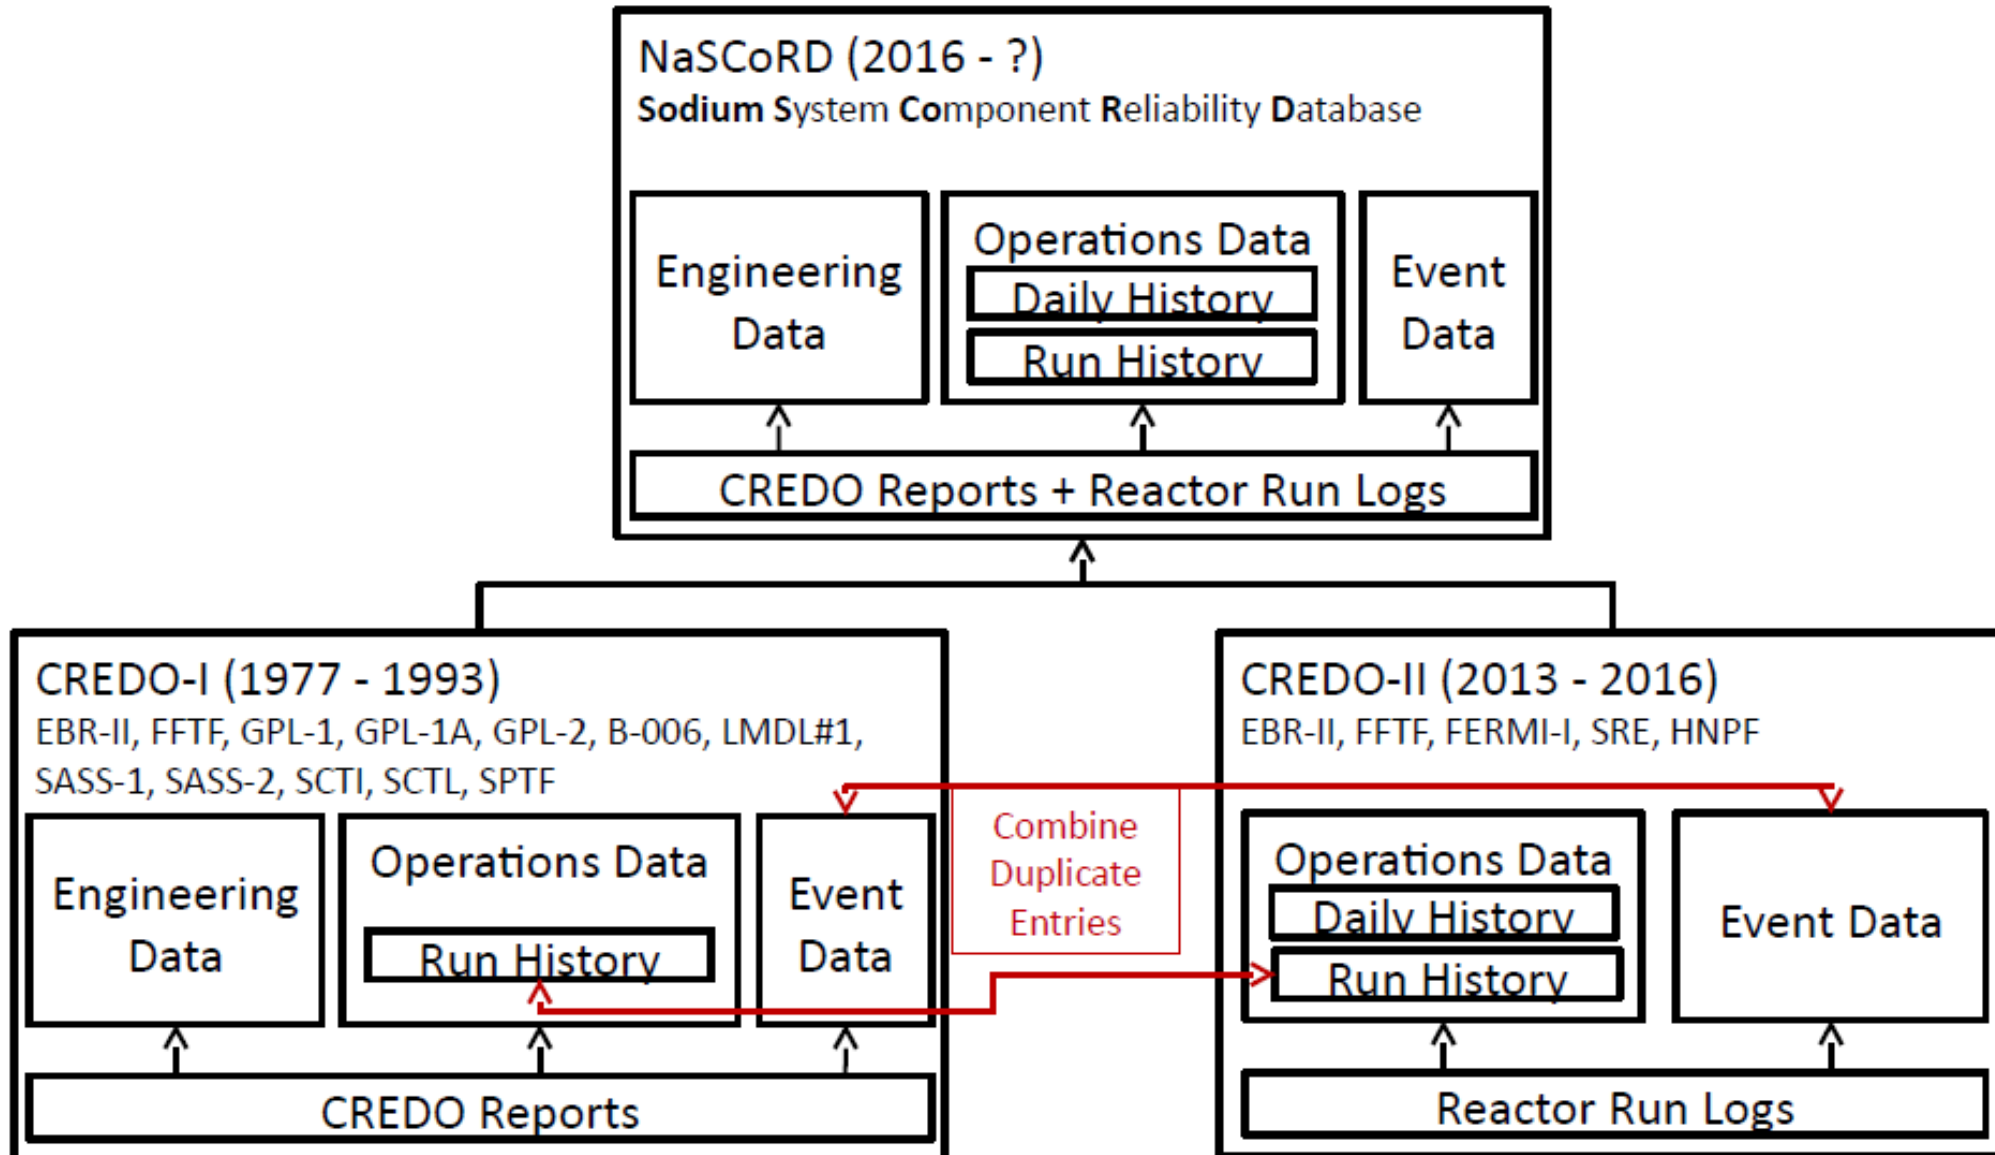 NaSCoRD (2016 - ?)
Sodium System Component Reliability Database
Engineering
Data
Operations Data
Daily History
Run History
Event
Data
CREDO Reports + Reactor Run Logs
CREDO-I (1977 - 1993)
EBR-II, FFTF, GPL-1, GPL-1A, GPL-2, B-006, LMDL#1,
SASS-1, SASS-2, SCTI, SCTL, SPTF
Engineering
Data
Operations Data
Run History
Event
Data
CREDO Reports
Combine
Duplicate
Entries
CREDO-II (2013 - 2016)
EBR-II, FFTF, FERMI-I, SRE, HNPF
Operations Data
Daily History
Run History
Event Data
Reactor Run Logs